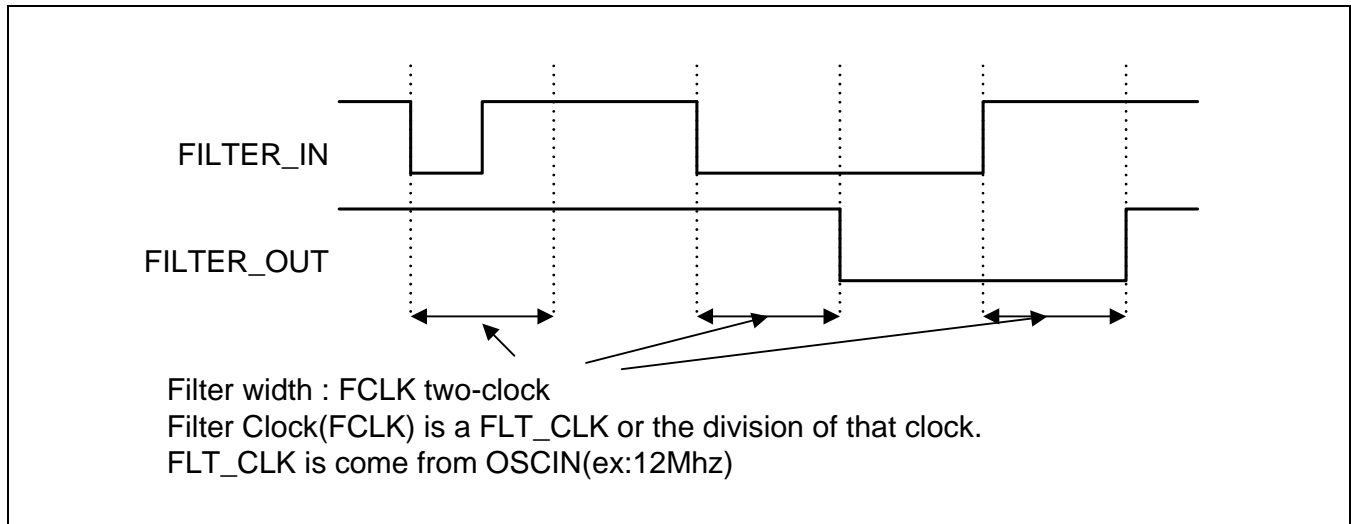 FILTER_IN
FILTER_OUT
Filter width : FCLK two-clock
Filter Clock(FCLK) is a FLT_CLK or the division of that clock.
FLT_CLK is come from OSCIN(ex:12Mhz)